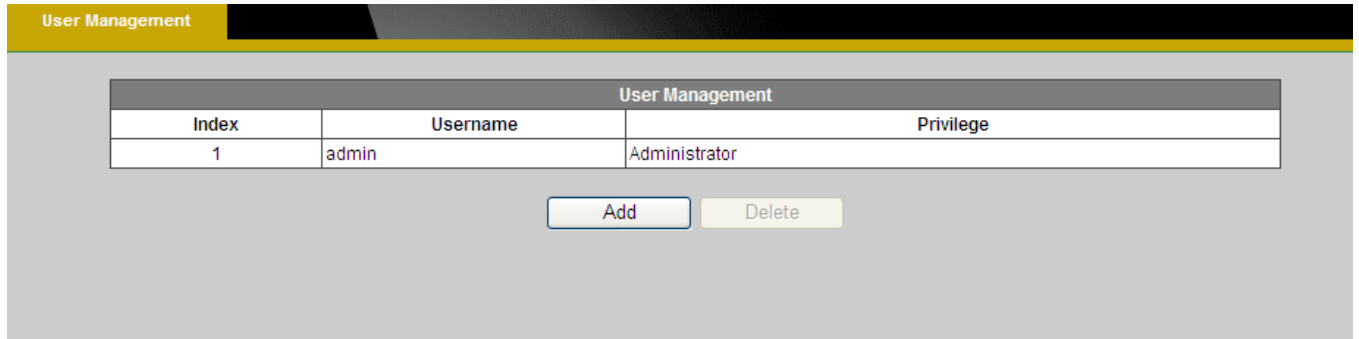 User Management
User Management
Index Username Privilege
1 admin Administrator
Add Delete